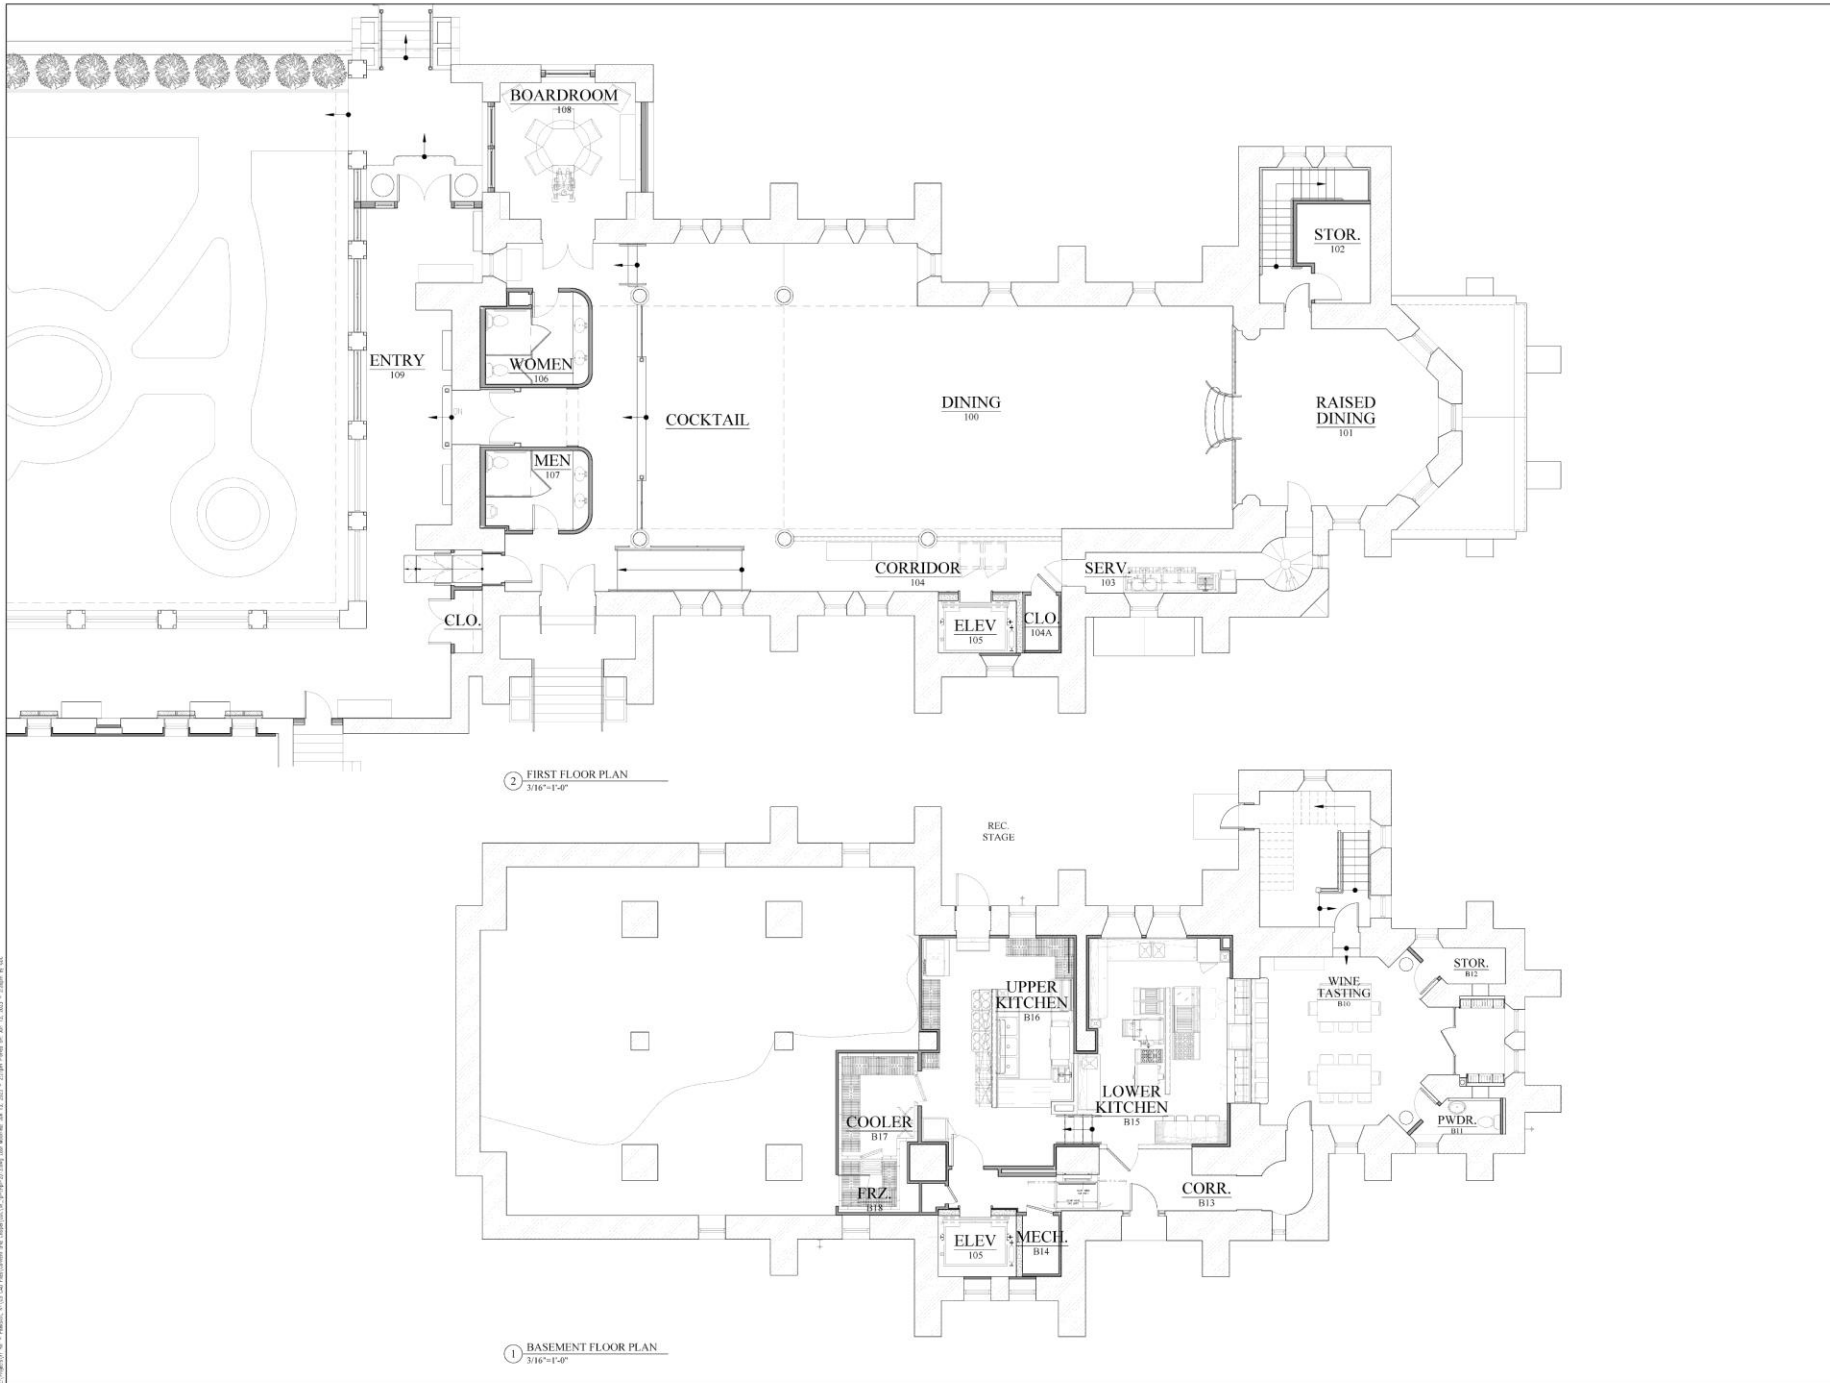 BOARDROOM
108
STOR.
102
ENTRY
109
WOMEN
106
COCKTAIL
DINING
100
RAISED
DINING
101
MEN
107
CORRIDOR
104
SERV.
103
CLO.
ELEV
105
CLO.
104A
2
FIRST FLOOR PLAN
3/16"=1'-0"
REC.
STAGE
UPPER
KITCHEN
B16
WINE
TASTING
B10
STOR.
B12
LOWER
KITCHEN
B15
COOLER
B17
PWDR.
B11
FRZ.
B18
CORR.
B13
ELEV
105
MECH.
B14
1
BASEMENT FLOOR PLAN
3/16"=1'-0"